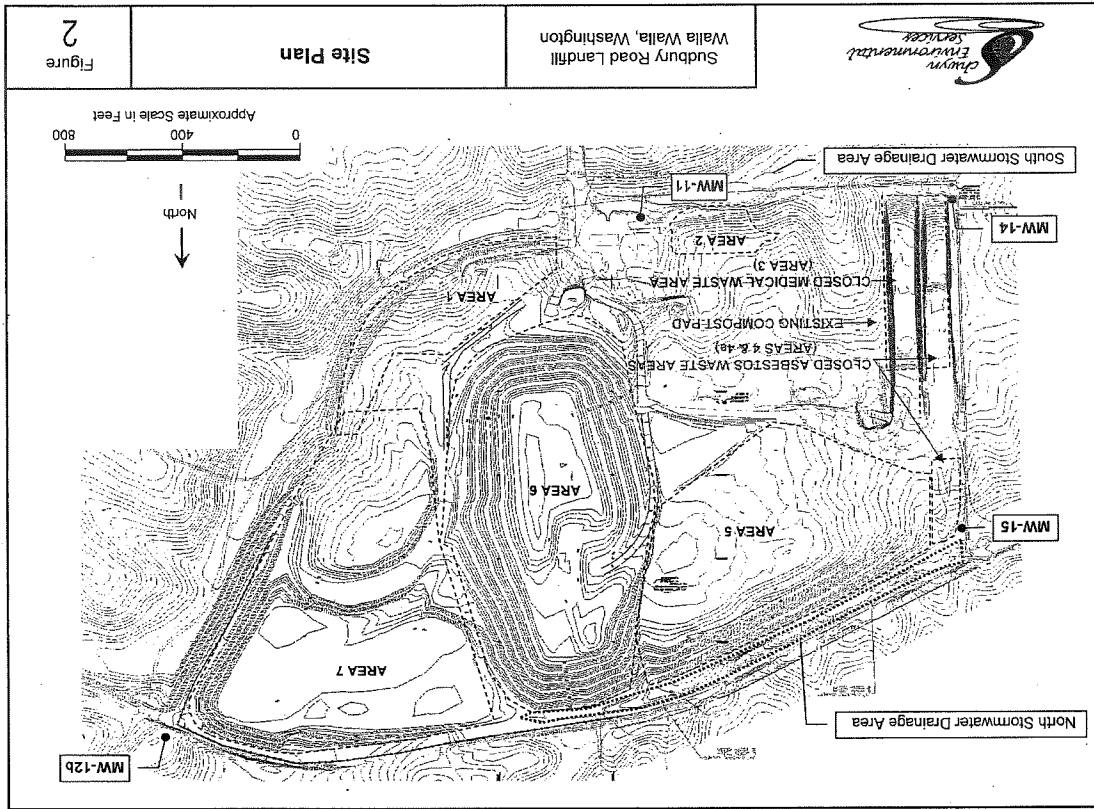 MW-12b
North Stormwater Drainage Area
AREA 7
MW-15
AREA 5
AREA 6
CLOSED ASBESTOS WASTE AREAS
(AREAS 4 & 4a)
EXISTING COMPOST PAD
CLOSED MEDICAL WASTE AREA
(AREA 3)
AREA 1
AREA 2
MW-14
MW-11
South Stormwater Drainage Area
North
0 400 800
Approximate Scale in Feet
Schwyn
Environmental
Services
Sudbury Road Landfill
Walla Walla, Washington
Site Plan
Figure
2